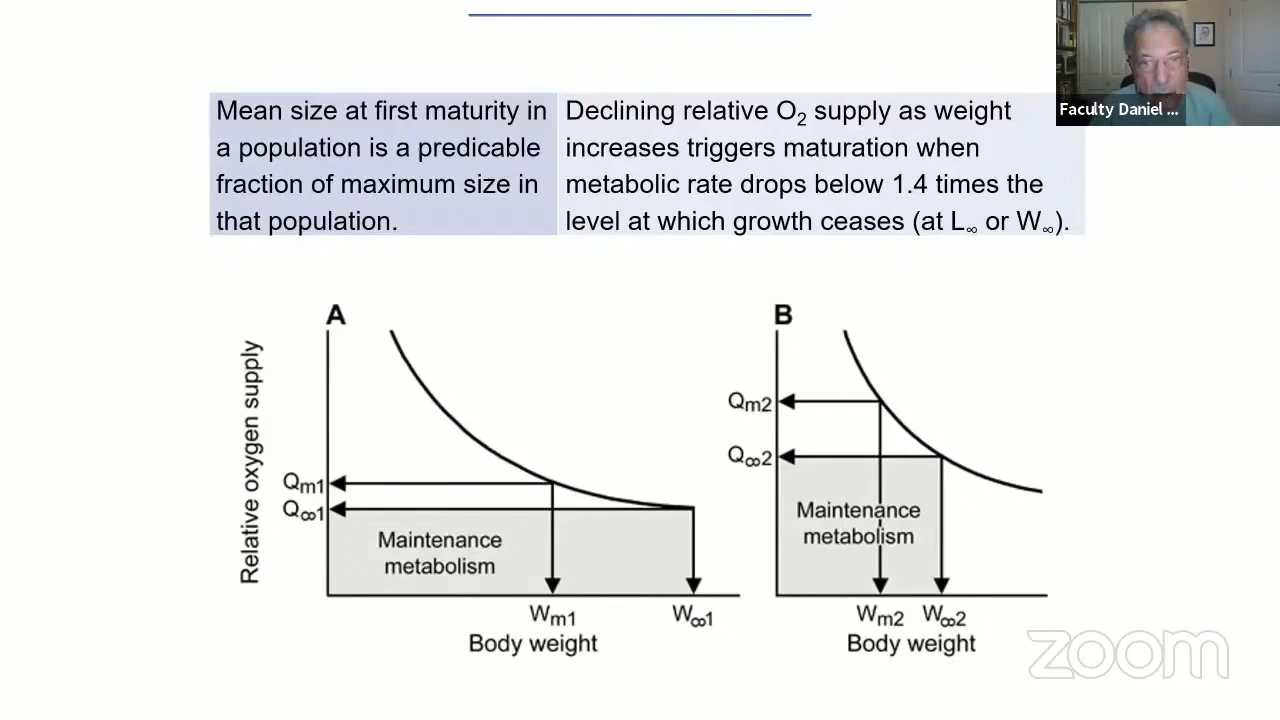 Faculty Daniel ...
Mean size at first maturity in
a population is a predicable
fraction of maximum size in
that population.
Declining relative O₂ supply as weight
increases triggers maturation when
metabolic rate drops below 1.4 times the
level at which growth ceases (at L∞ or W∞).
A
Relative oxygen supply
Qm1
Q∞1
Maintenance
metabolism
Wm1
W∞1
Body weight
B
Qm2
Q∞2
Maintenance
metabolism
Wm2
W∞2
Body weight
zoom